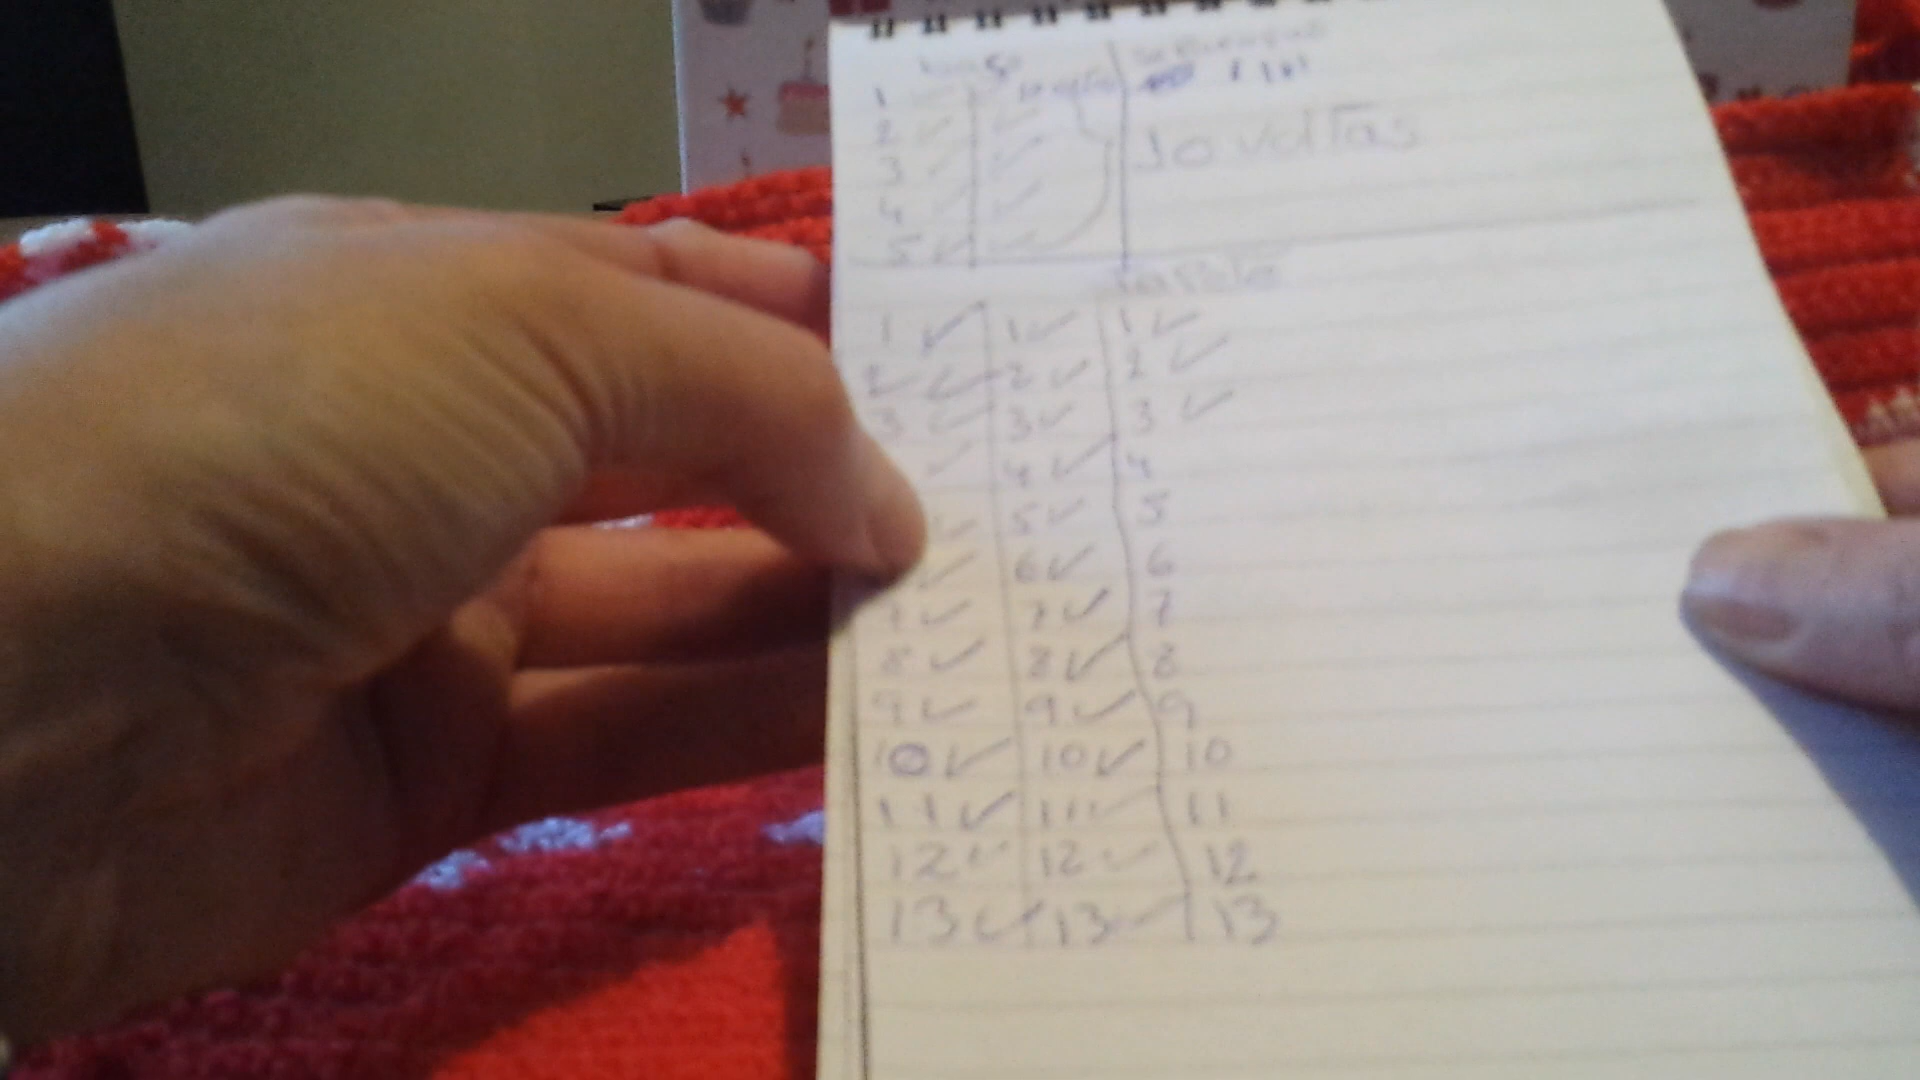 1 ✓ ✓
2 ✓ ✓ 10 voltas
3 ✓ ✓
4 ✓ ✓
5 ✓ ✓
1 ✓ 1 ✓ 1 ✓
2 ✓ ✓ 2 ✓ 2 ✓
3 ✓ 3 ✓ 3 ✓
✓ 4 ✓ 4
✓ 5 ✓ 5
✓ 6 ✓ 6
7 ✓ 7 ✓ 7
8 ✓ 8 ✓ 8
9 ✓ 9 ✓ 9
10 ✓ 10 ✓ 10
11 ✓ 11 ✓ 11
12 ✓ 12 ✓ 12
13 ✓ 13 ✓ 13